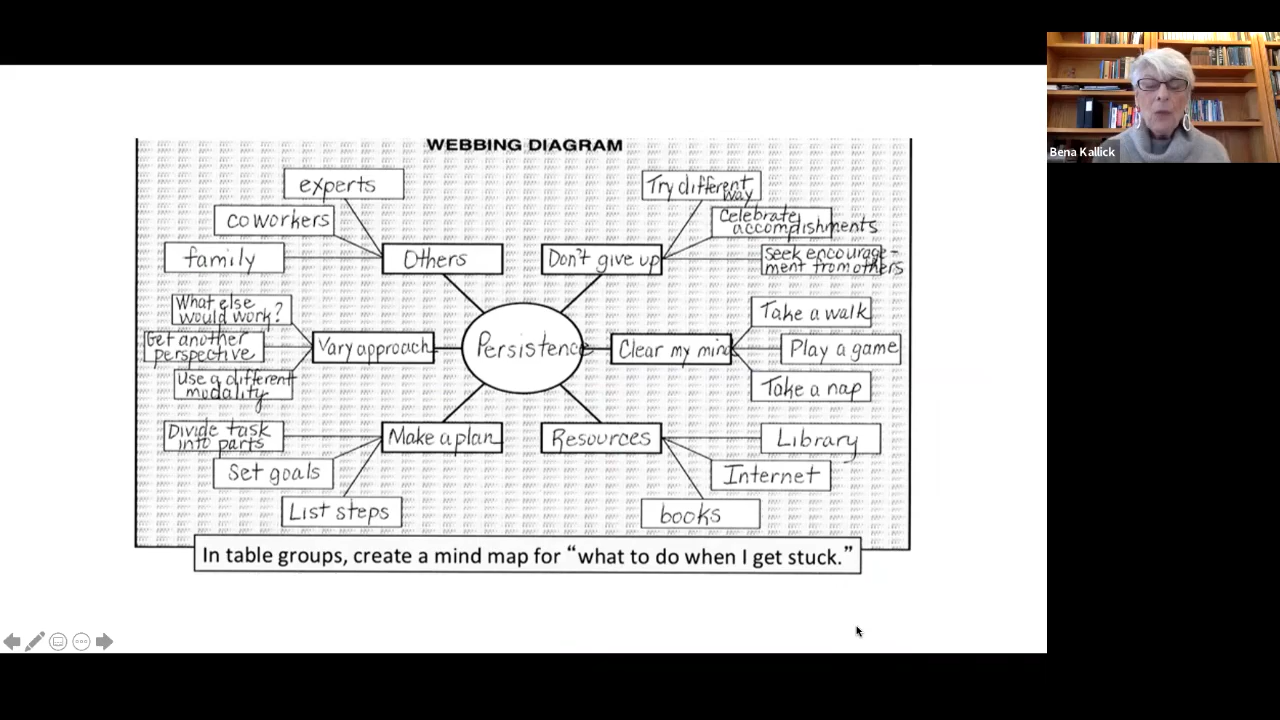 WEBBING DIAGRAM
experts
coworkers
family
Others
Try different
way
Celebrate
accomplishments
Seek encourage-
ment from others
Don't give up
What else
would work?
Get another
perspective
Use a different
modality
Vary approach
Persistence
Clear my mind
Take a walk
Play a game
Take a nap
Divide task
into parts
Set goals
List steps
Make a plan
Resources
Library
Internet
books
In table groups, create a mind map for “what to do when I get stuck.”
Bena Kallick